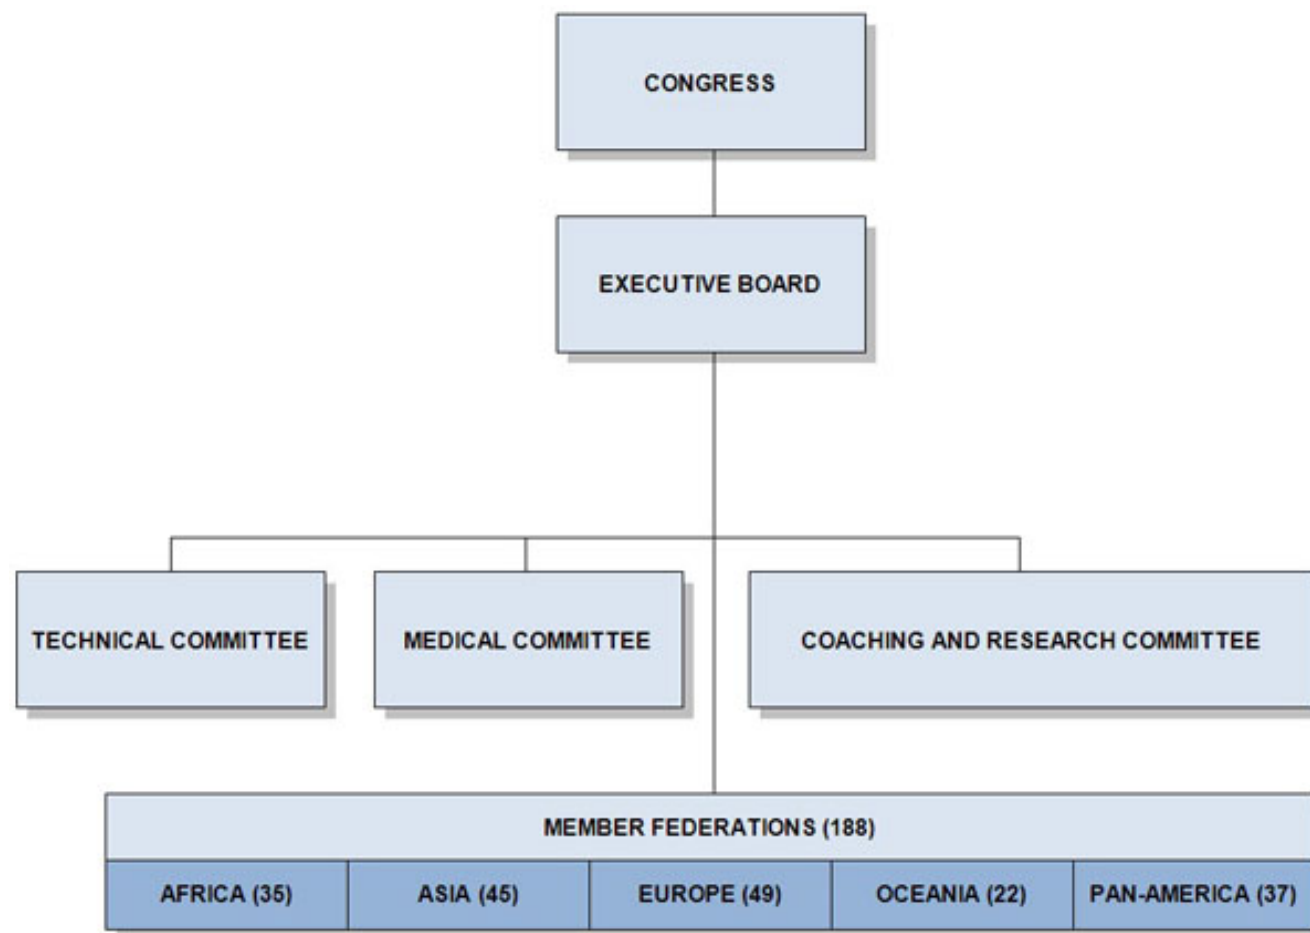 CONGRESS
EXECUTIVE BOARD
TECHNICAL COMMITTEE
MEDICAL COMMITTEE
COACHING AND RESEARCH COMMITTEE
MEMBER FEDERATIONS (188)
AFRICA (35)
ASIA (45)
EUROPE (49)
OCEANIA (22)
PAN-AMERICA (37)